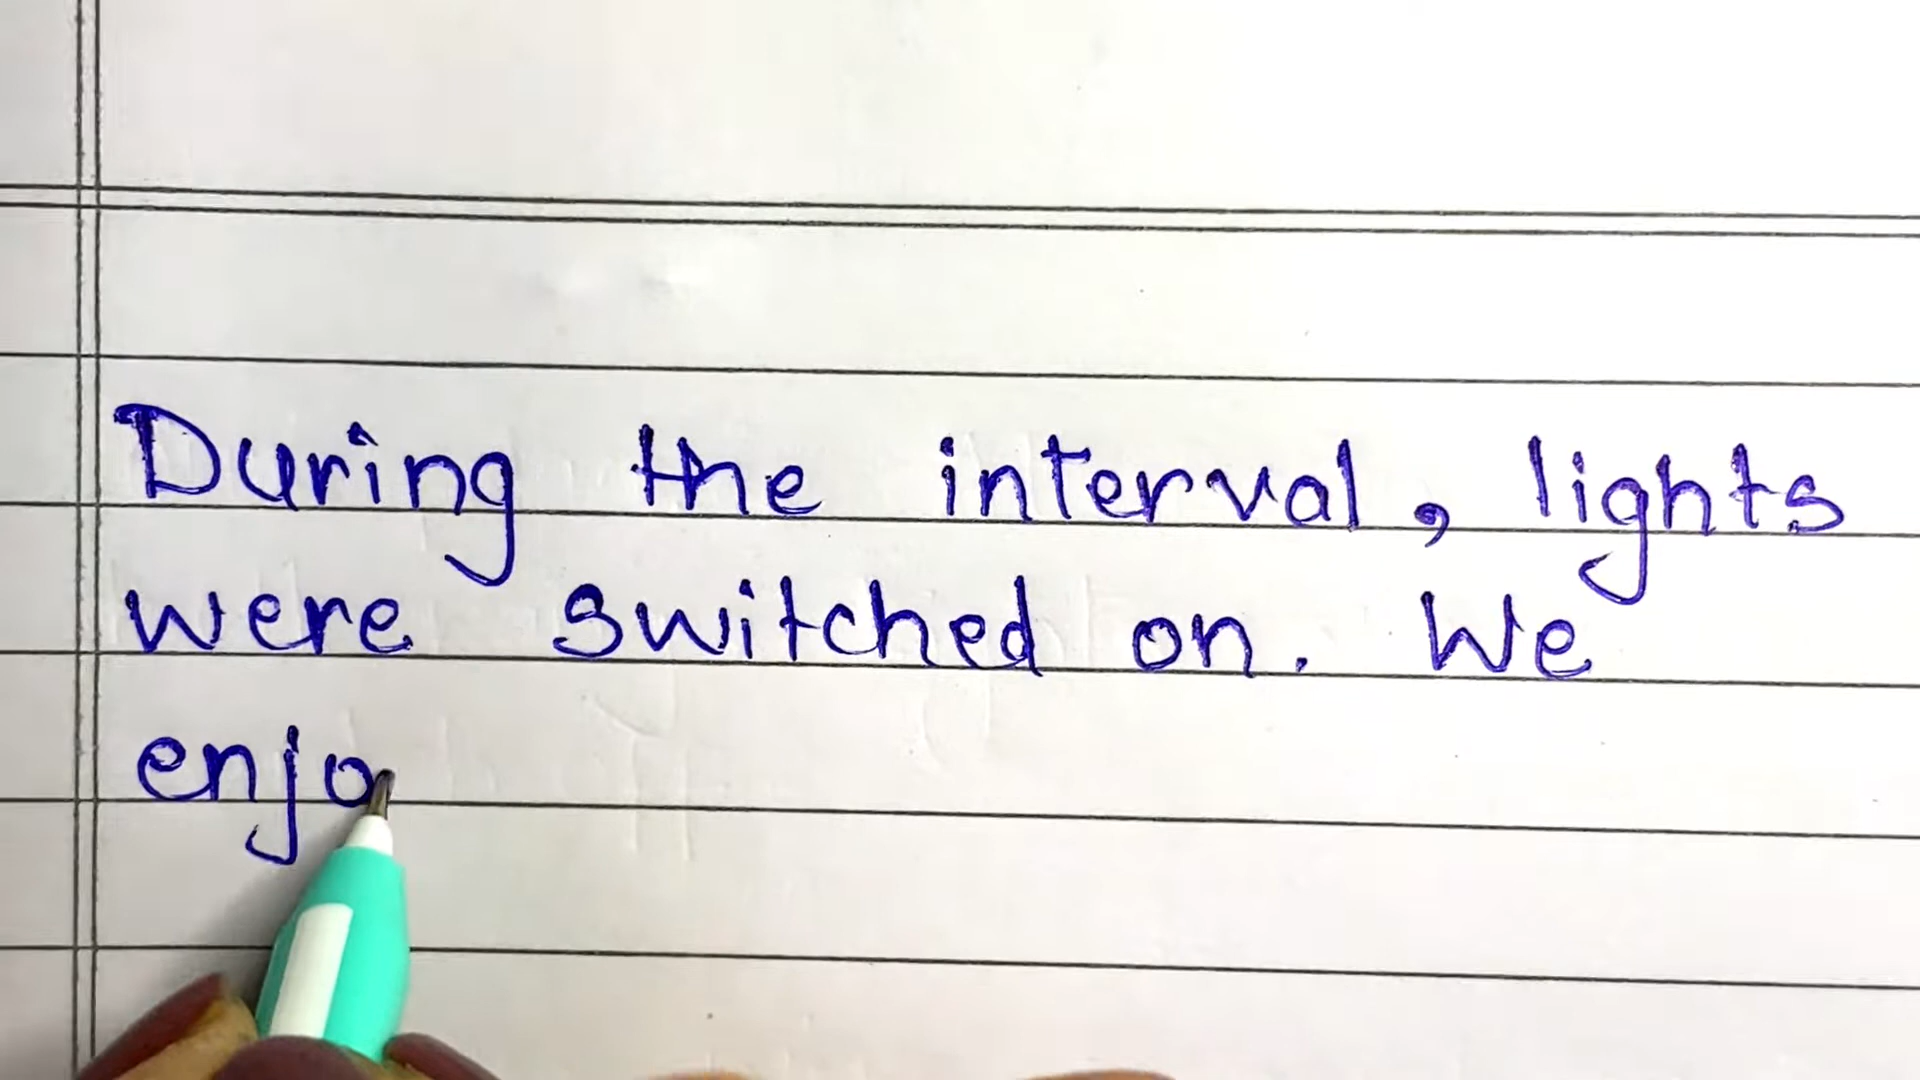 During the interval, lights
were switched on. We
enjo